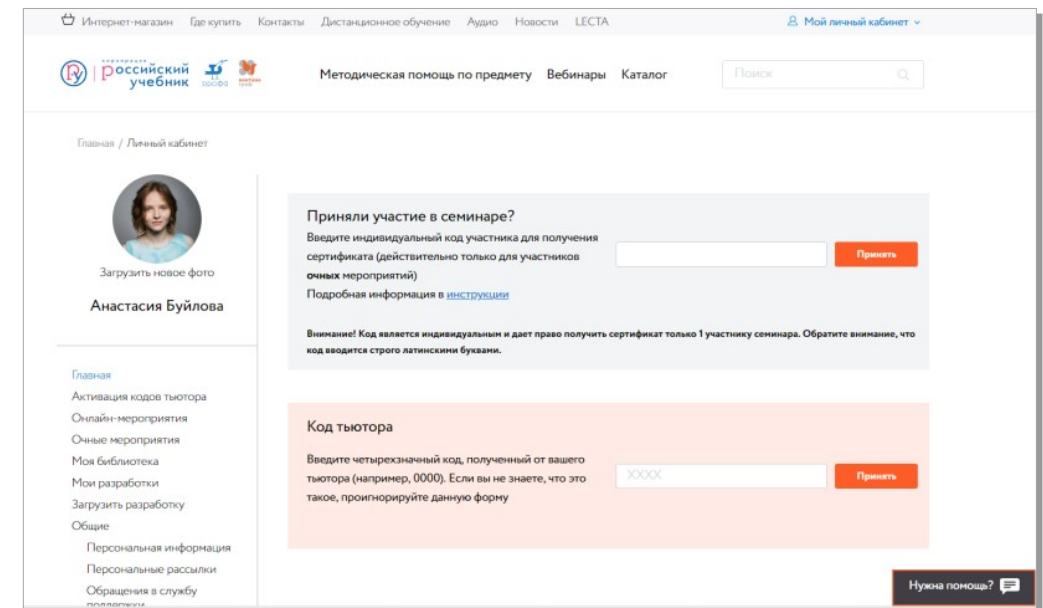 Интернет-магазин Где купить Контакты Дистанционное обучение Аудио Новости LECTA Мой личный кабинет
корпорация
российский
учебник
дрофа
вентана
граф
Методическая помощь по предмету Вебинары Каталог Поиск
Главная / Личный кабинет
Загрузить новое фото
Анастасия Буйлова
Главная
Активация кодов тьютора
Онлайн-мероприятия
Очные мероприятия
Моя библиотека
Мои разработки
Загрузить разработку
Общие
Персональная информация
Персональные рассылки
Обращения в службу
поддержки
Приняли участие в семинаре?
Введите индивидуальный код участника для получения
сертификата (действительно только для участников
очных мероприятий)
Подробная информация в инструкции
Принять
Внимание! Код является индивидуальным и дает право получить сертификат только 1 участнику семинара. Обратите внимание, что
код вводится строго латинскими буквами.
Код тьютора
Введите четырехзначный код, полученный от вашего
тьютора (например, 0000). Если вы не знаете, что это
такое, проигнорируйте данную форму
XXXX
Принять
Нужна помощь?